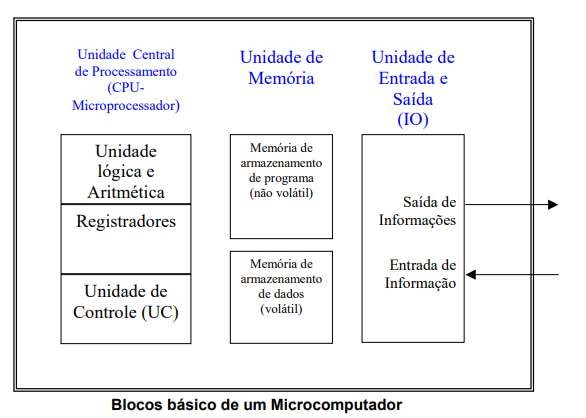 Unidade Central
de Processamento
(CPU-
Microprocessador)
Unidade de
Memória
Unidade de
Entrada e
Saída
(IO)
Unidade
lógica e
Aritmética
Registradores
Unidade de
Controle (UC)
Memória de
armazenamento
de programa
(não volátil)
Memória de
armazenamento
de dados
(volátil)
Saída de
Informações
Entrada de
Informação
Blocos básico de um Microcomputador